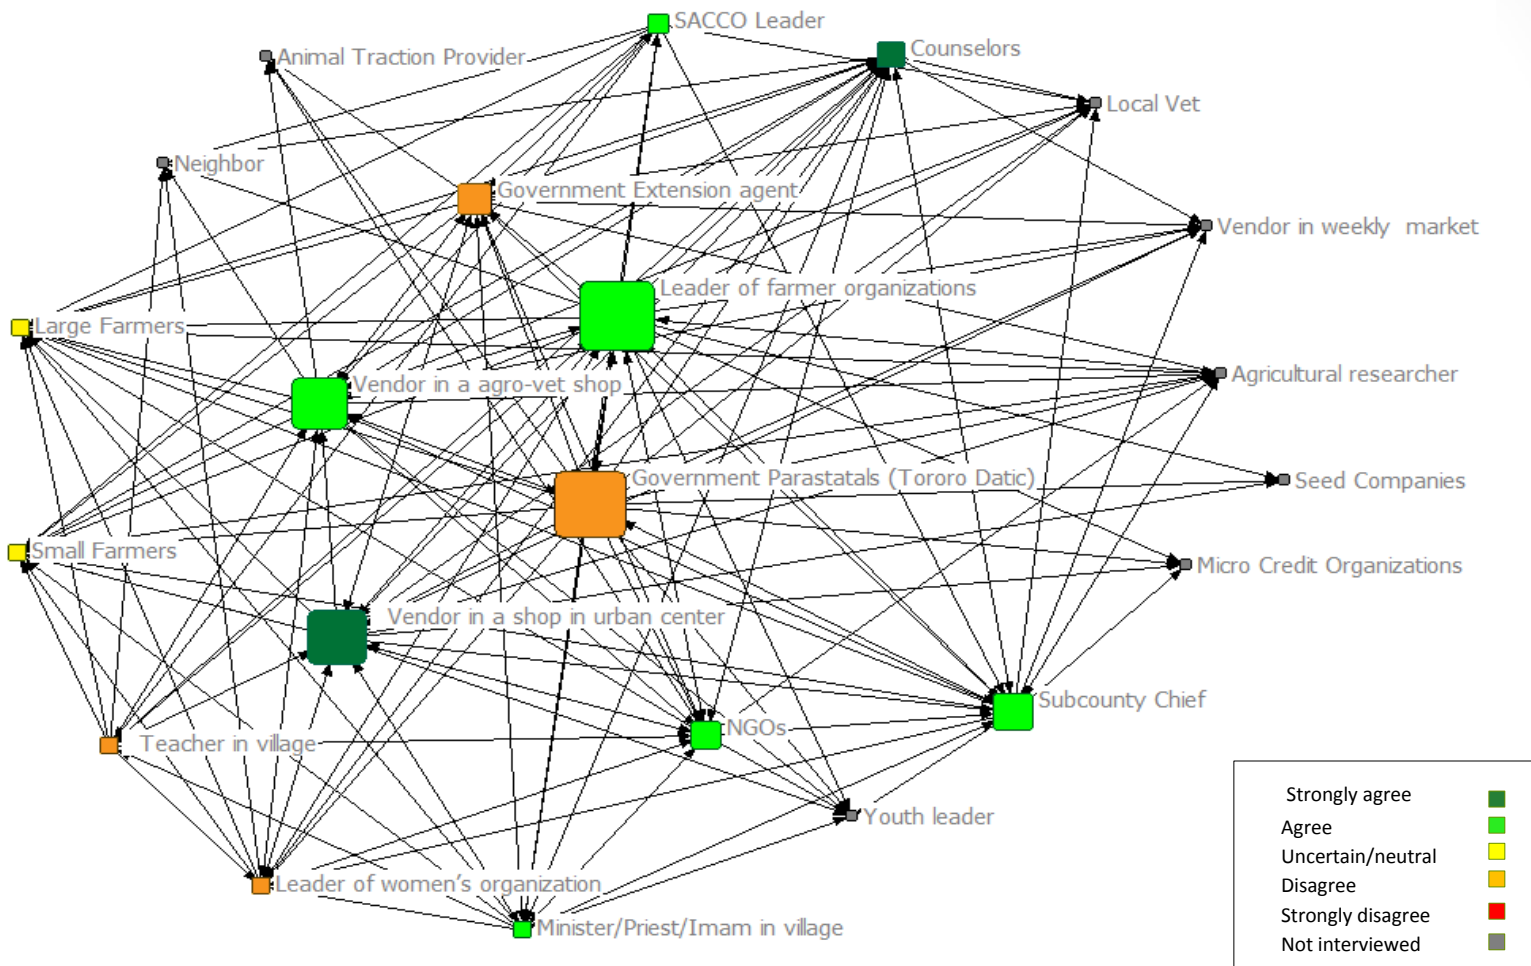 SACCO Leader
Counselors
Animal Traction Provider
Local Vet
Neighbor
Government Extension agent
Vendor in weekly  market
Leader of farmer organizations
Large Farmers
Agricultural researcher
Vendor in a agro-vet shop
Government Parastatals (Tororo Datic)
Seed Companies
Small Farmers
Micro Credit Organizations
Vendor in a shop in urban center
Subcounty Chief
NGOs
Teacher in village
Youth leader
Leader of women's organization
Minister/Priest/Imam in village
Strongly agree
Agree
Uncertain/neutral
Disagree
Strongly disagree
Not interviewed